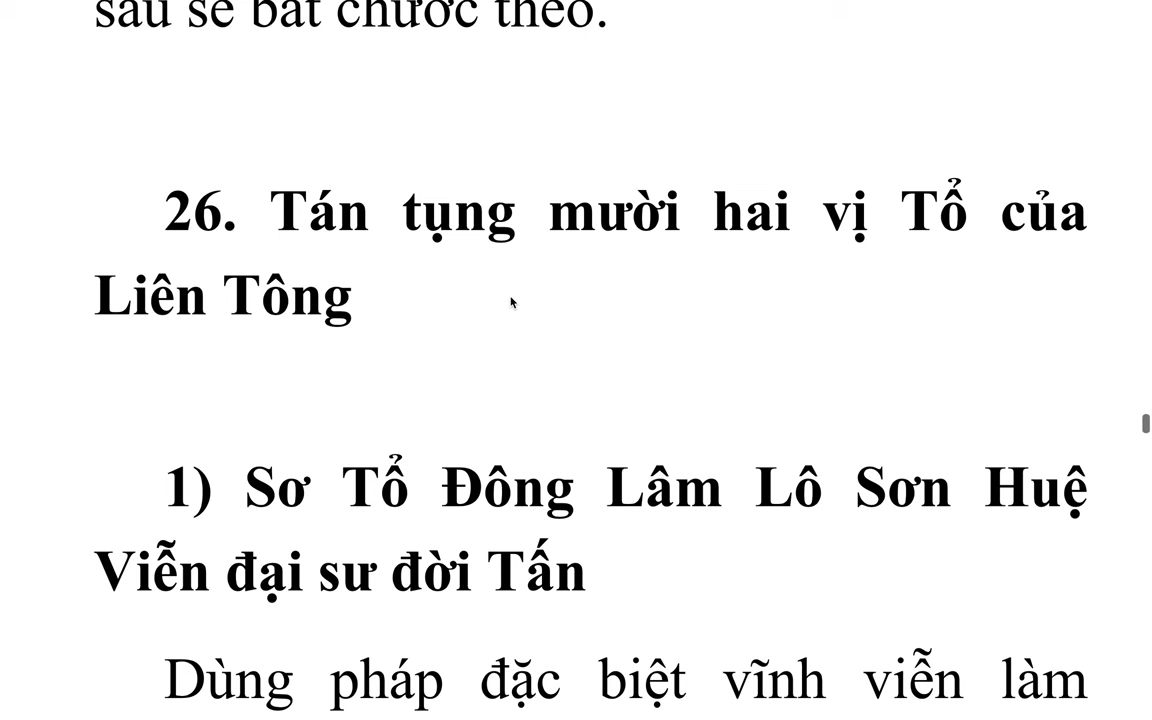 sau sẽ bắt chước theo.
26. Tán tụng mười hai vị Tổ của
Liên Tông
1) Sơ Tổ Đông Lâm Lô Sơn Huệ
Viễn đại sư đời Tấn
Dùng pháp đặc biệt vĩnh viễn làm